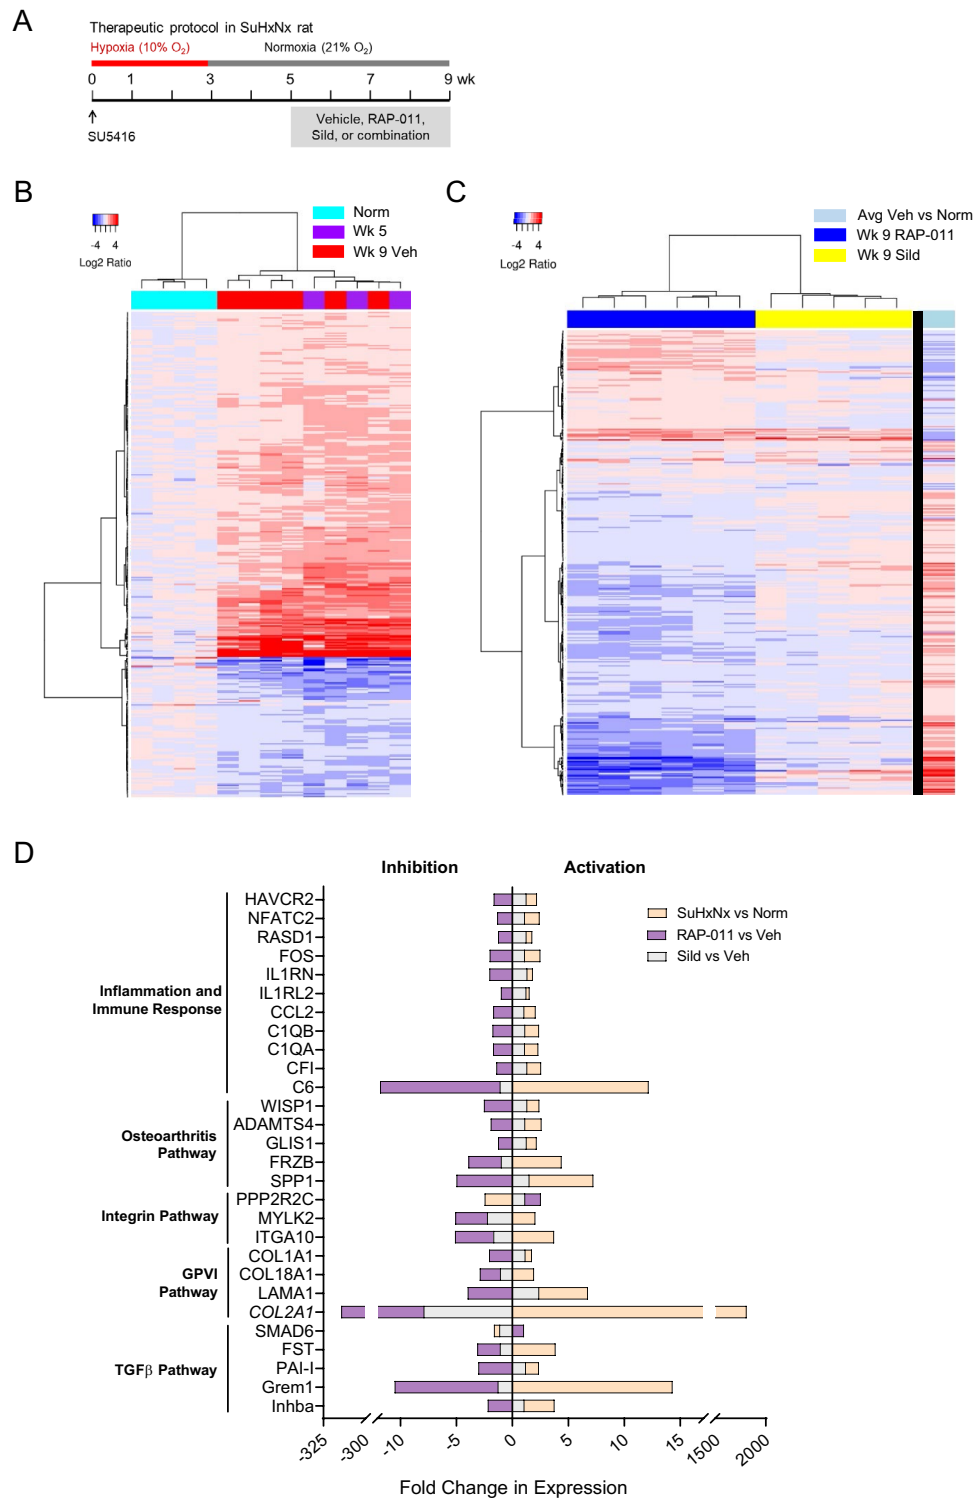 A
Therapeutic protocol in SuHxNx rat
Hypoxia (10% O2)
Normoxia (21% O2)
0 1 3 5 7 9 wk
SU5416
Vehicle, RAP-011,
Sild, or combination
B
-4 4
Log2 Ratio
Norm
Wk 5
Wk 9 Veh
C
-4 4
Log2 Ratio
Avg Veh vs Norm
Wk 9 RAP-011
Wk 9 Sild
D
Inhibition Activation
SuHxNx vs Norm
RAP-011 vs Veh
Sild vs Veh
Inflammation and
Immune Response
HAVCR2
NFATC2
RASD1
FOS
IL1RN
IL1RL2
CCL2
C1QB
C1QA
CFI
C6
Osteoarthritis
Pathway
WISP1
ADAMTS4
GLIS1
FRZB
SPP1
Integrin Pathway
PPP2R2C
MYLK2
ITGA10
GPVI
Pathway
COL1A1
COL18A1
LAMA1
COL2A1
TGFβ Pathway
SMAD6
FST
PAI-I
Grem1
Inhba
-325 -300 -10 -5 0 5 10 1500 2000
Fold Change in Expression